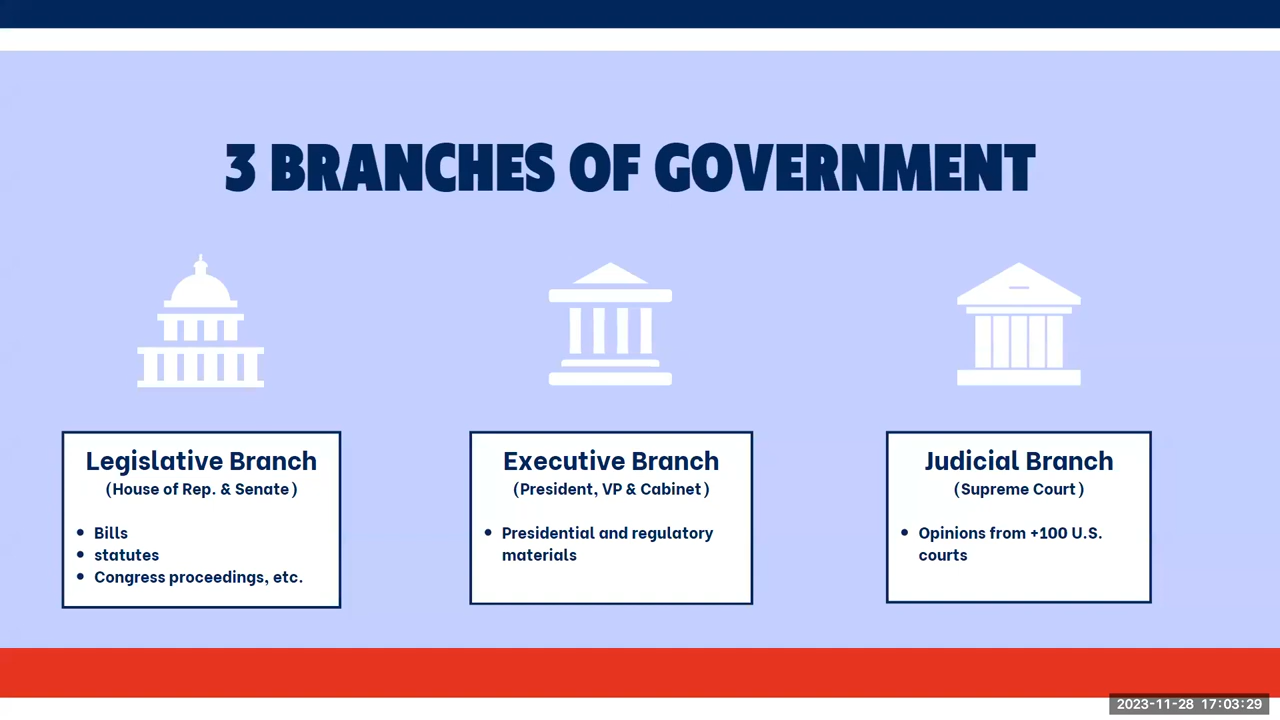 3 BRANCHES OF GOVERNMENT
Legislative Branch
(House of Rep. & Senate)
• Bills
• statutes
• Congress proceedings, etc.
Executive Branch
(President, VP & Cabinet)
• Presidential and regulatory
materials
Judicial Branch
(Supreme Court)
• Opinions from +100 U.S.
courts
2023-11-28 17:03:29